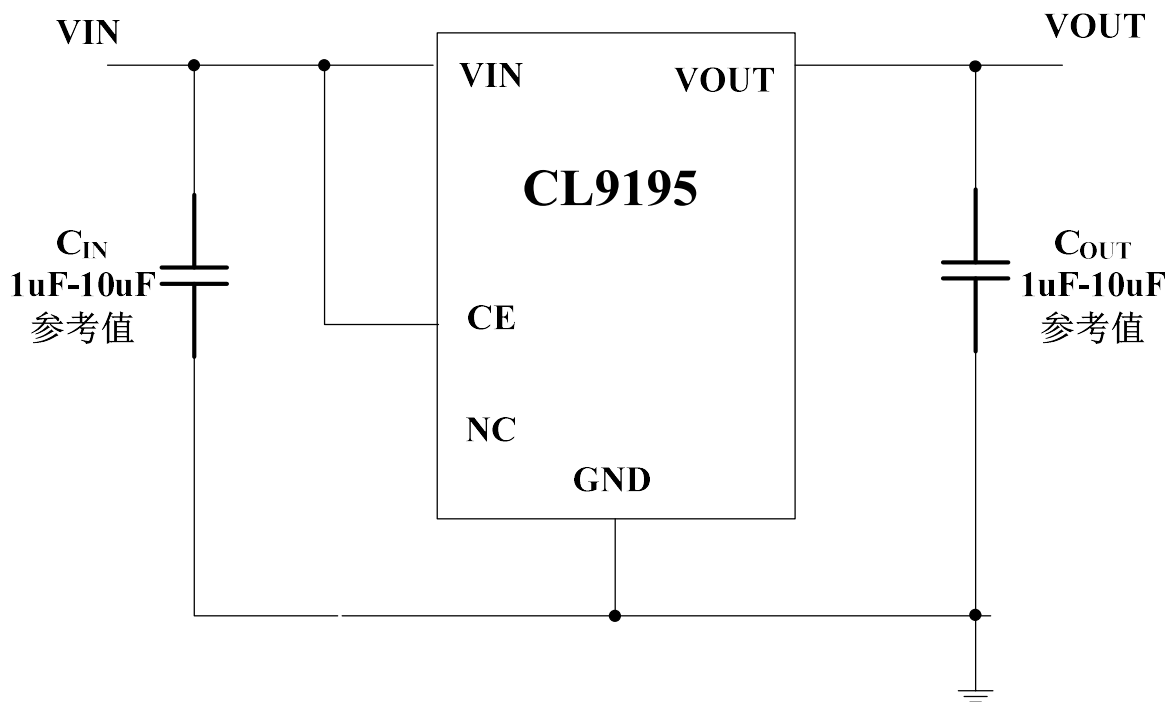 VIN
VOUT
VIN
VOUT
CL9195
CIN
1uF-10uF
参考值
COUT
1uF-10uF
参考值
CE
NC
GND